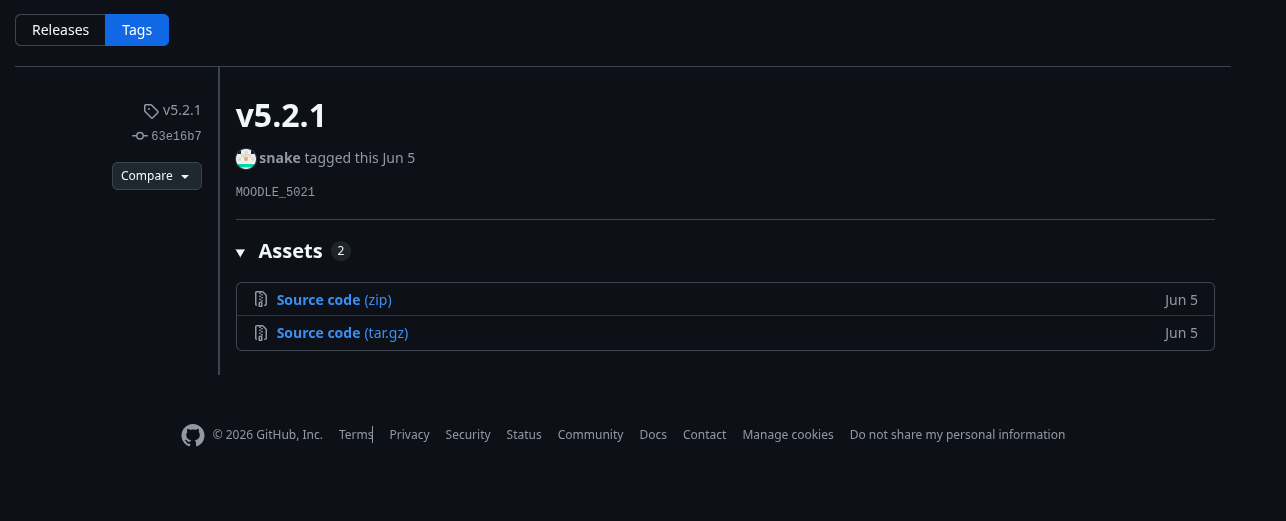 Releases Tags
v5.2.1
63e16b7
Compare
v5.2.1
snake tagged this Jun 5
MOODLE_5021
Assets 2
Source code (zip) Jun 5
Source code (tar.gz) Jun 5
© 2026 GitHub, Inc. Terms Privacy Security Status Community Docs Contact Manage cookies Do not share my personal information